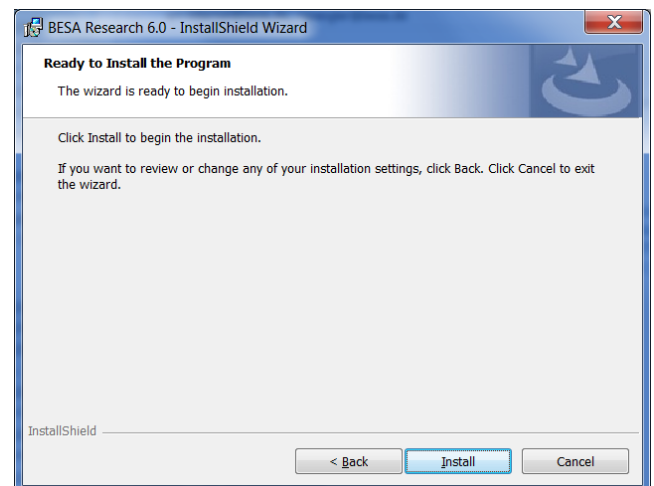 BESA Research 6.0 - InstallShield Wizard
Ready to Install the Program
The wizard is ready to begin installation.
Click Install to begin the installation.
If you want to review or change any of your installation settings, click Back. Click Cancel to exit
the wizard.
InstallShield
< Back
Install
Cancel